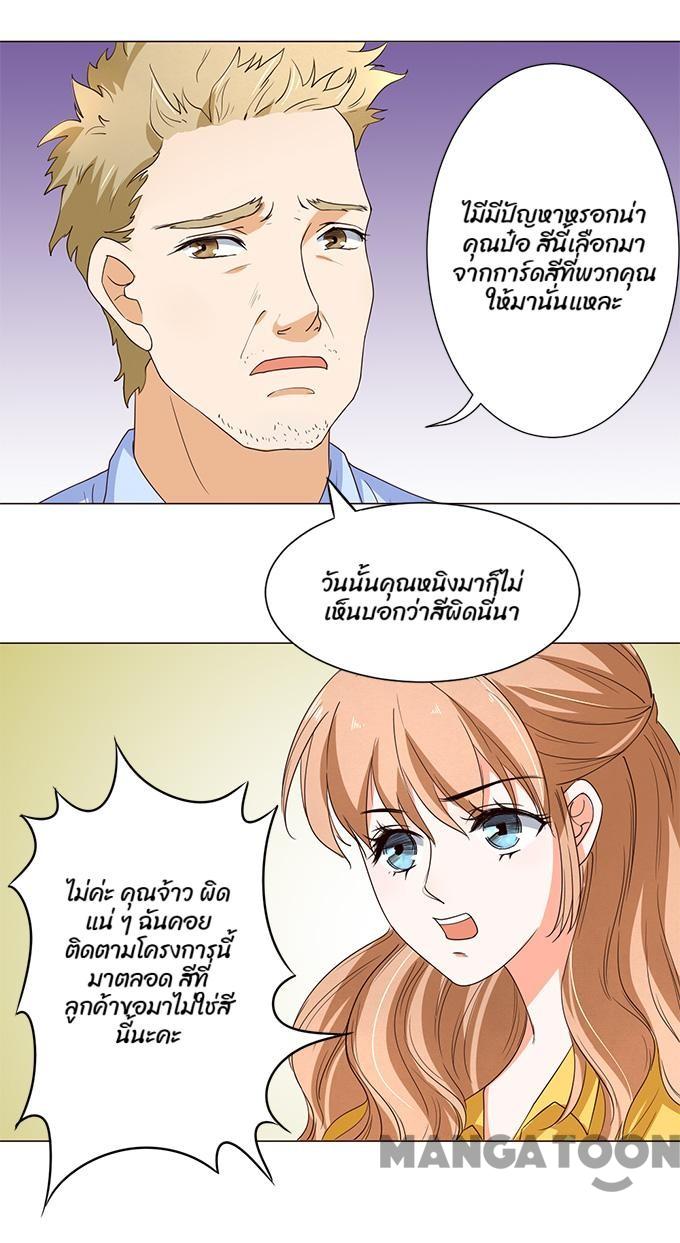 ไม่มีปัญหาหรอกน่า
คุณป๋อ สีนี้เลือกมา
จากการ์ดสีที่พวกคุณ
ให้มานั่นแหละ
วันนั้นคุณหนิงมาก็ไม่
เห็นบอกว่าสีผิดนี่นา
ไม่ค่ะ คุณจ้าว ผิด
แน่ ๆ ฉันคอย
ติดตามโครงการนี้
มาตลอด สีที่
ลูกค้าขอมาไม่ใช่สี
นี้นะคะ
MANGATOON